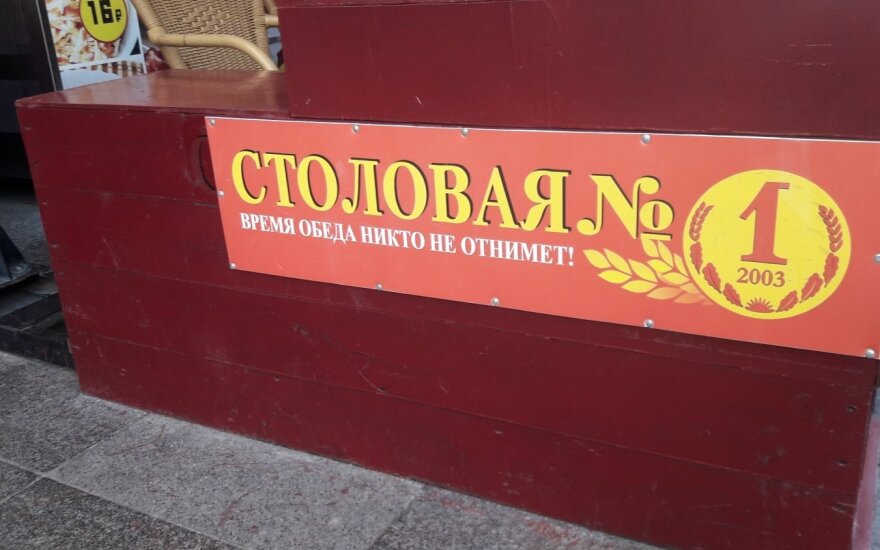 16 ₽
СТОЛОВАЯ № 1
2003
ВРЕМЯ ОБЕДА НИКТО НЕ ОТНИМЕТ!